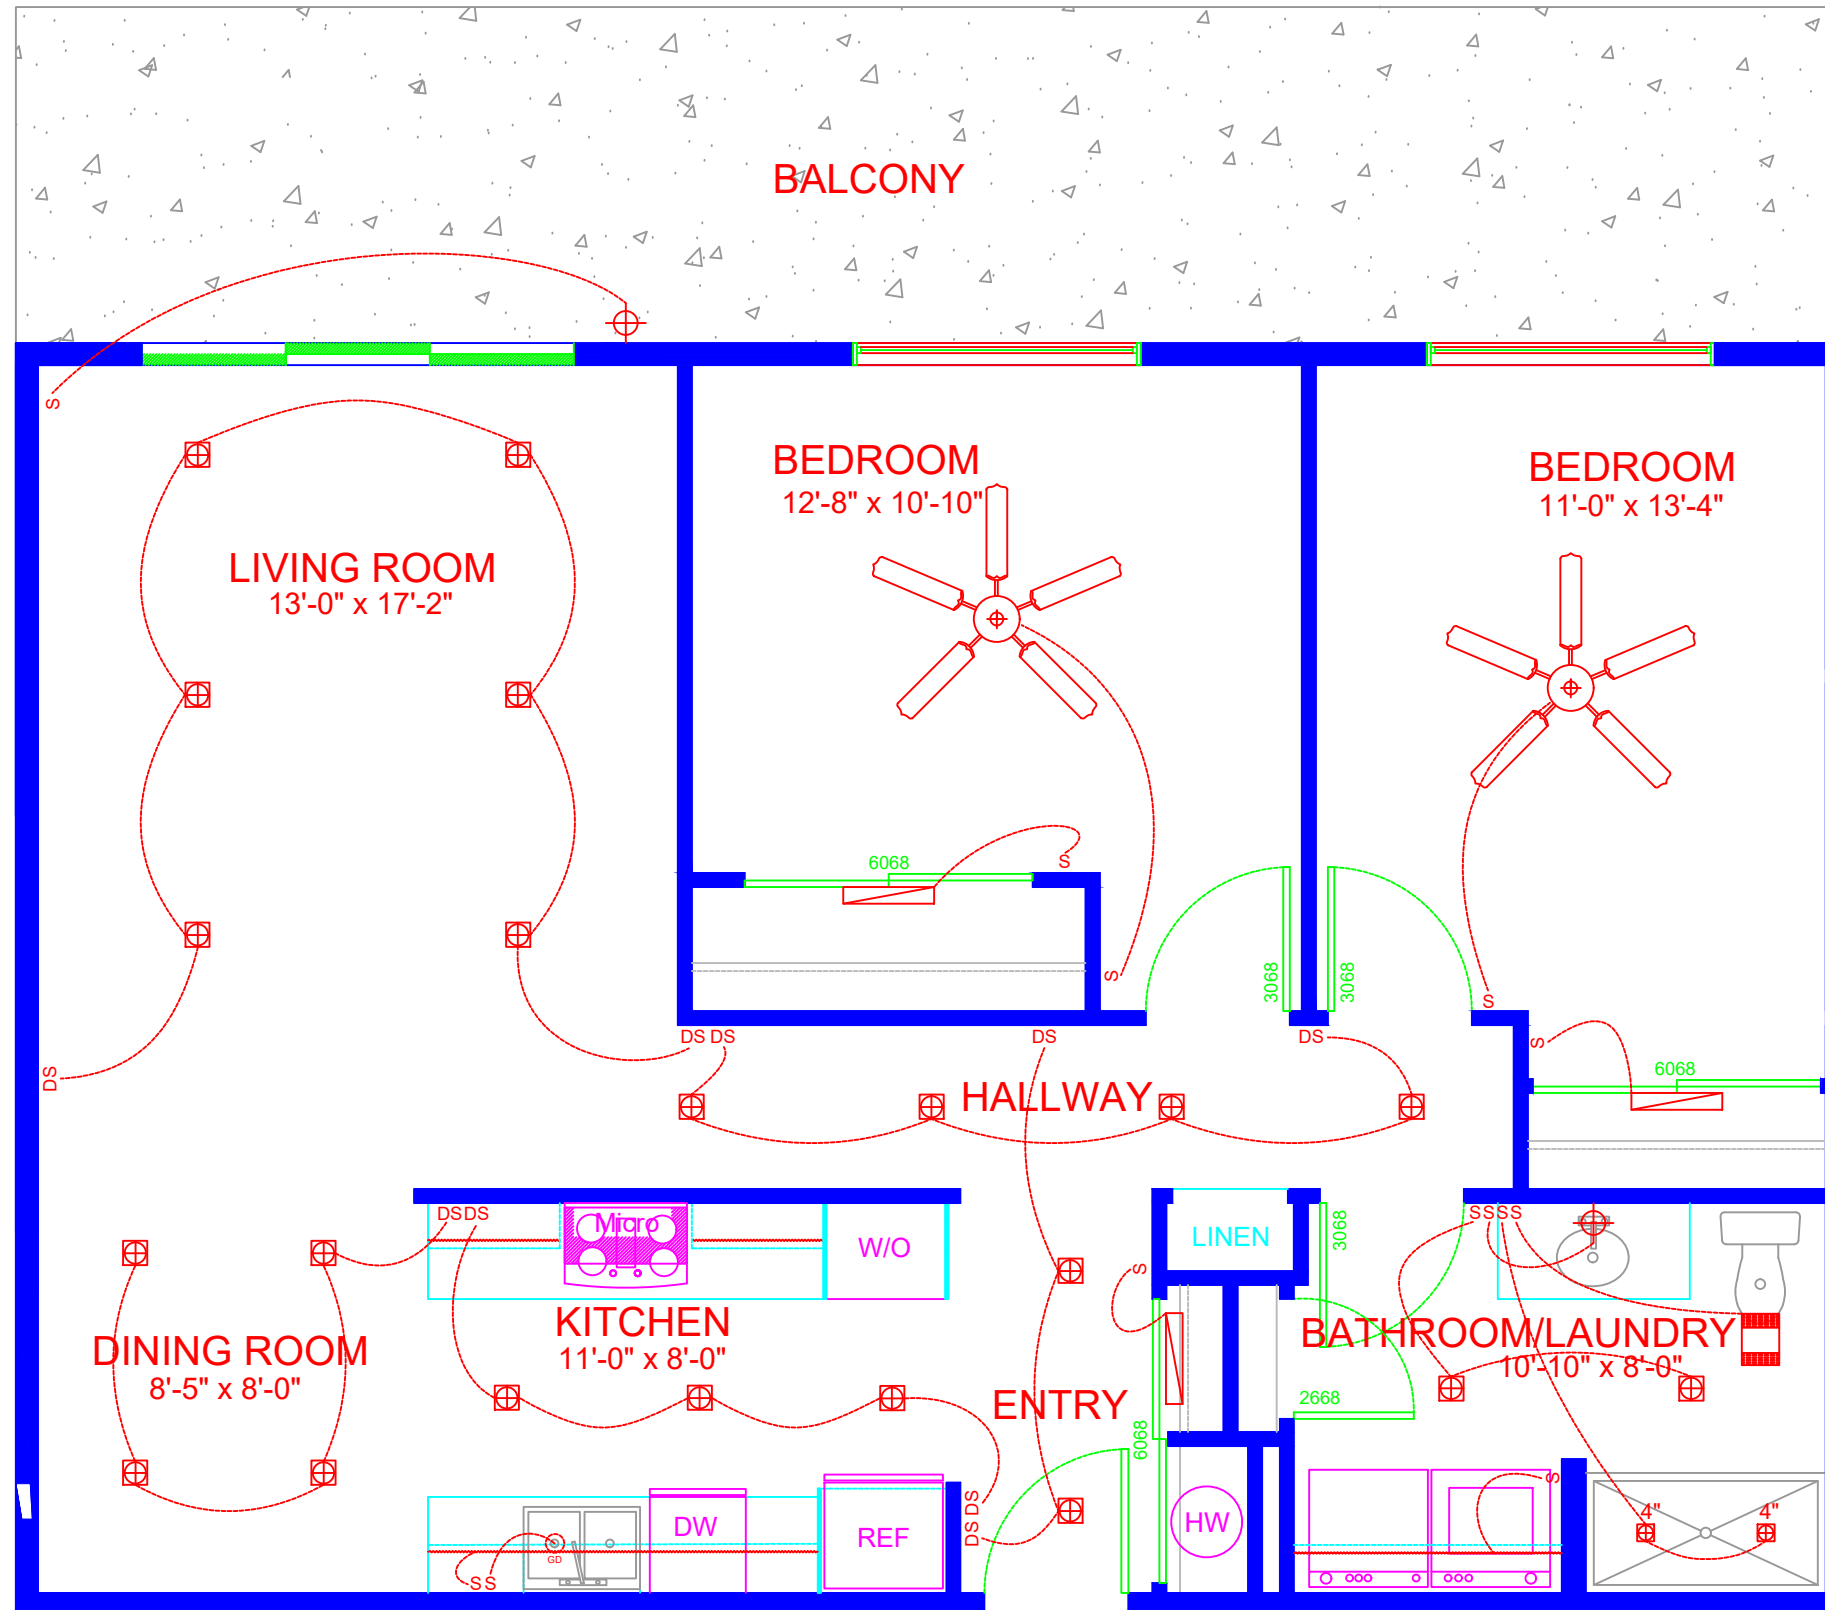 BALCONY
S
BEDROOM
12'-8" x 10'-10"
BEDROOM
11'-0" x 13'-4"
LIVING ROOM
13'-0" x 17'-2"
6068
S
S
3068
3068
S
DS DS
DS
DS
S
DS
6068
HALLWAY
DSDS
Micro
W/O
LINEN
3068
SSSS
S
KITCHEN
11'-0" x 8'-0"
DINING ROOM
8'-5" x 8'-0"
BATHROOM/LAUNDRY
10'-10" x 8'-0"
ENTRY
2668
6068
S
DS DS
DW
REF
HW
4"
4"
GD
SS